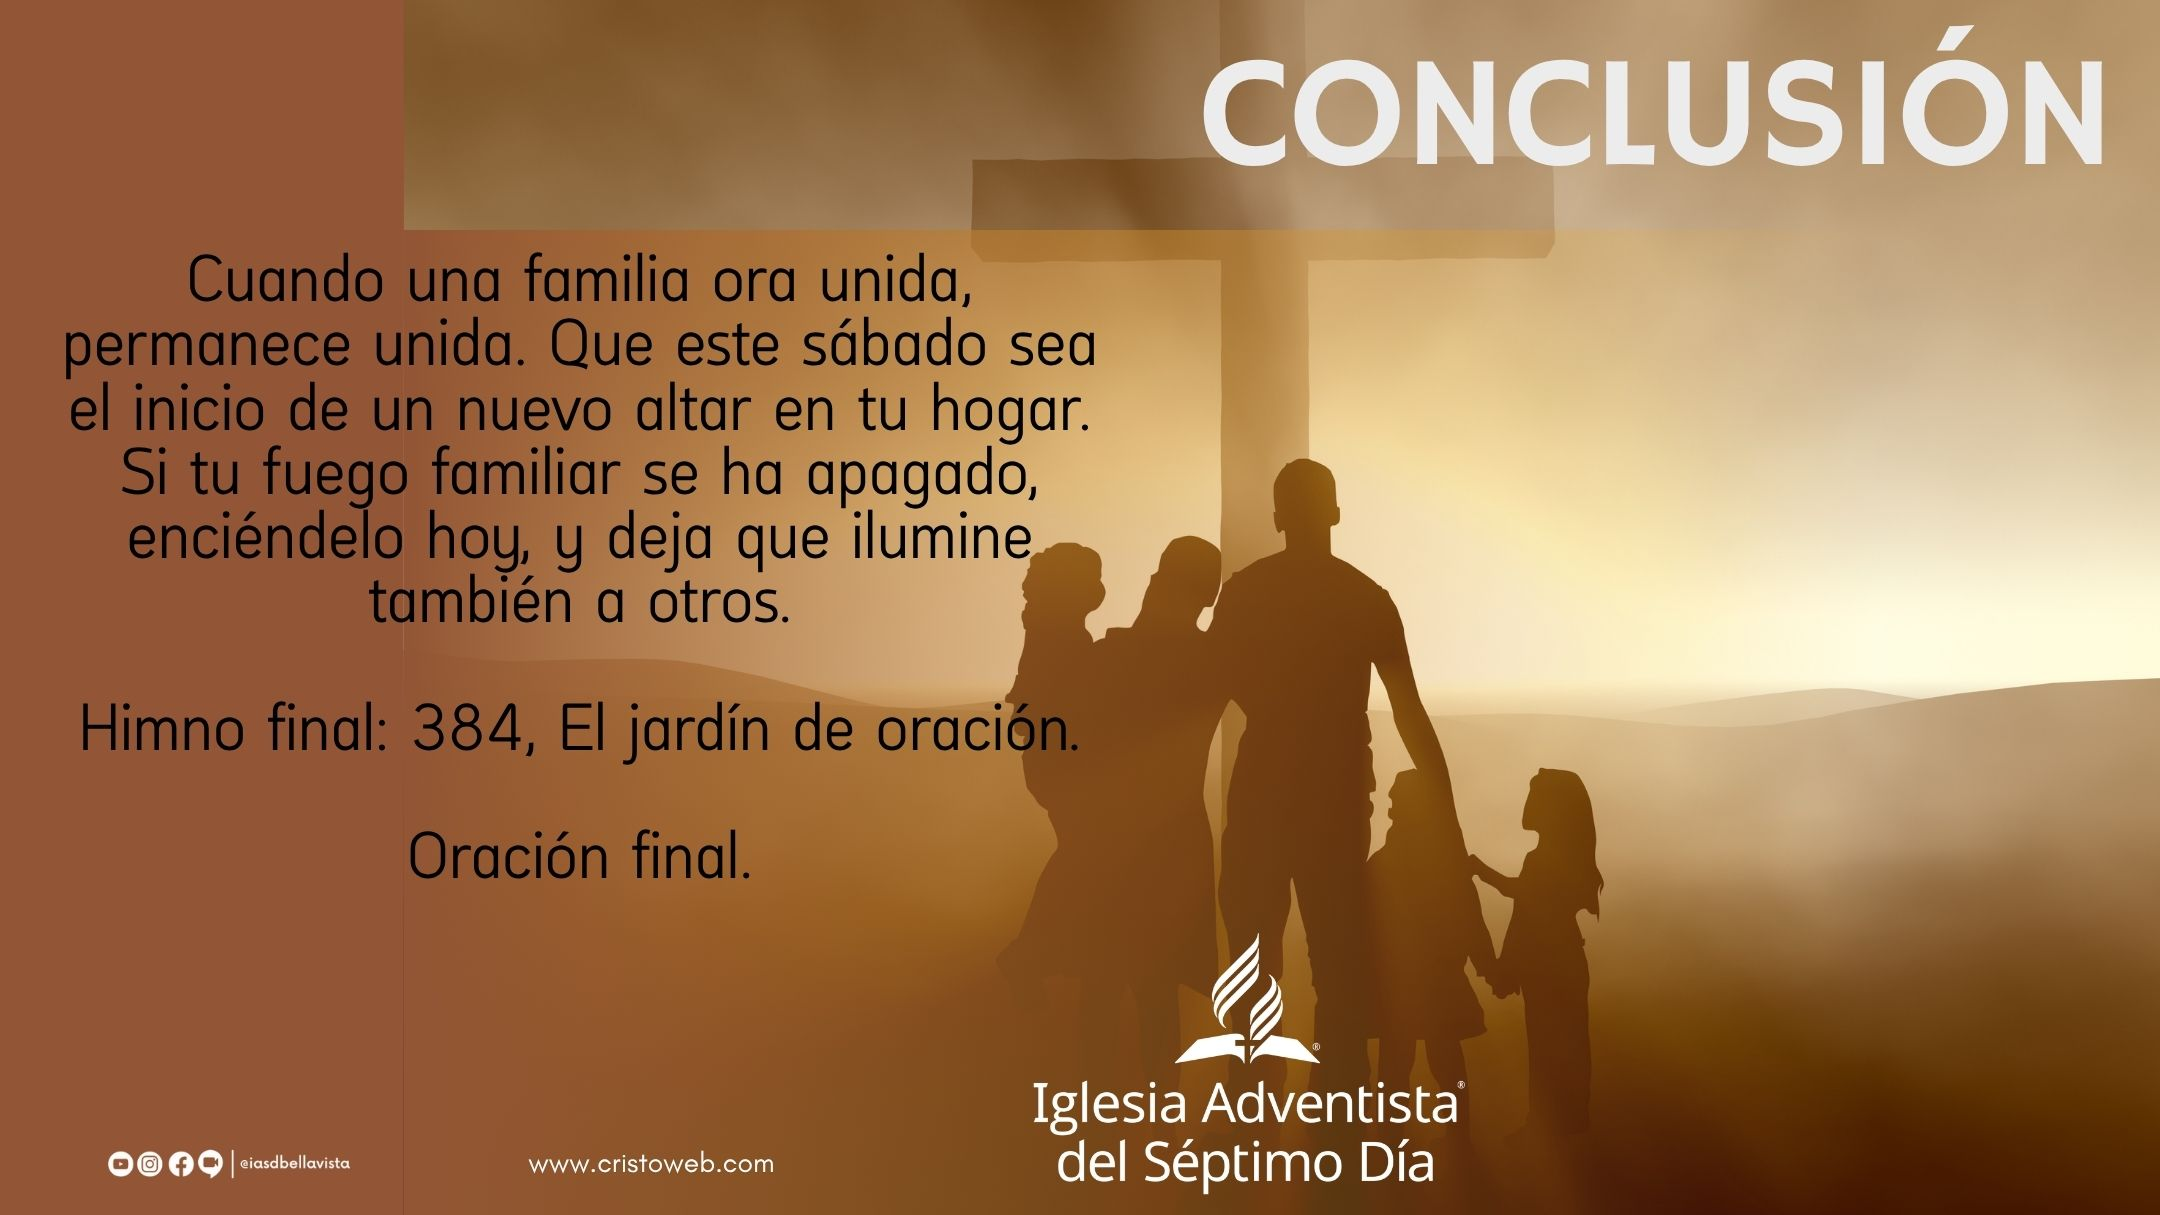 CONCLUSIÓN
Cuando una familia ora unida,
permanece unida. Que este sábado sea
el inicio de un nuevo altar en tu hogar.
Si tu fuego familiar se ha apagado,
enciéndelo hoy, y deja que ilumine
también a otros.
Himno final: 384, El jardín de oración.
Oración final.
®
Iglesia Adventista®
del Séptimo Día
@iasdbellavista
www.cristoweb.com